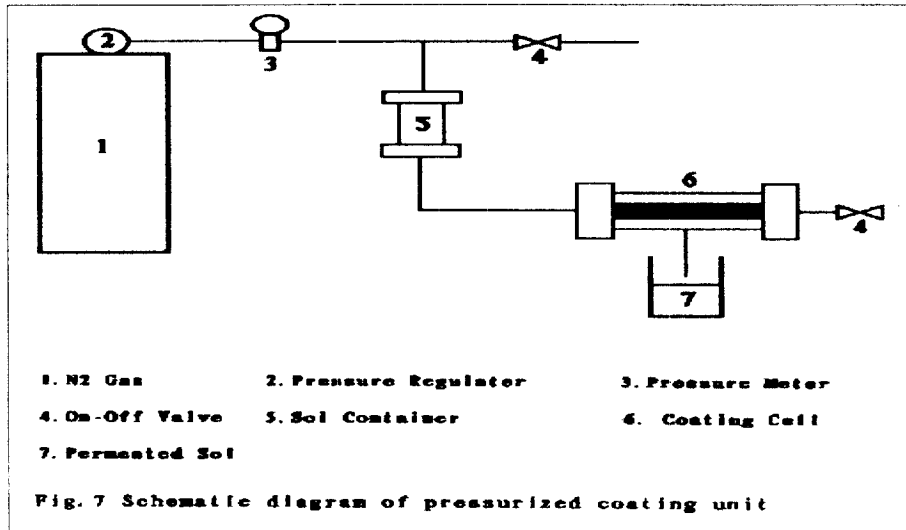 2
3
4
5
1
6
4
7
1. N2 Gas 2. Pressure Regulator 3. Pressure Meter
4. On-Off Valve 5. Sol Container 6. Coating Cell
7. Permeated Sol
Fig. 7 Schematic diagram of pressurized coating unit